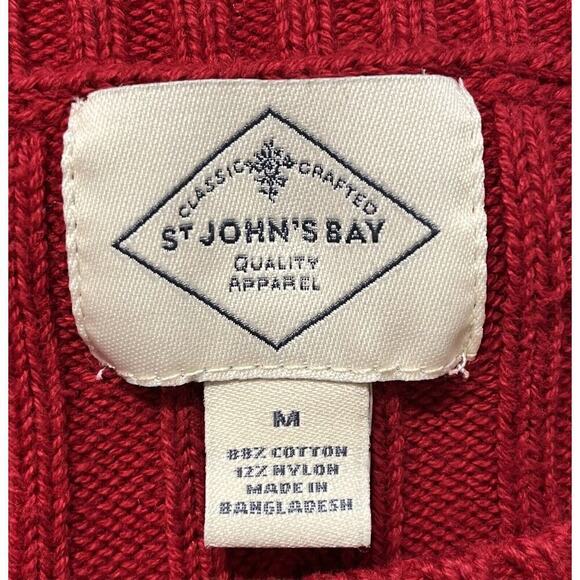 CLASSIC CRAFTED
ST JOHN'S BAY
QUALITY
APPAREL
M
88% COTTON
12% NYLON
MADE IN
BANGLADESH